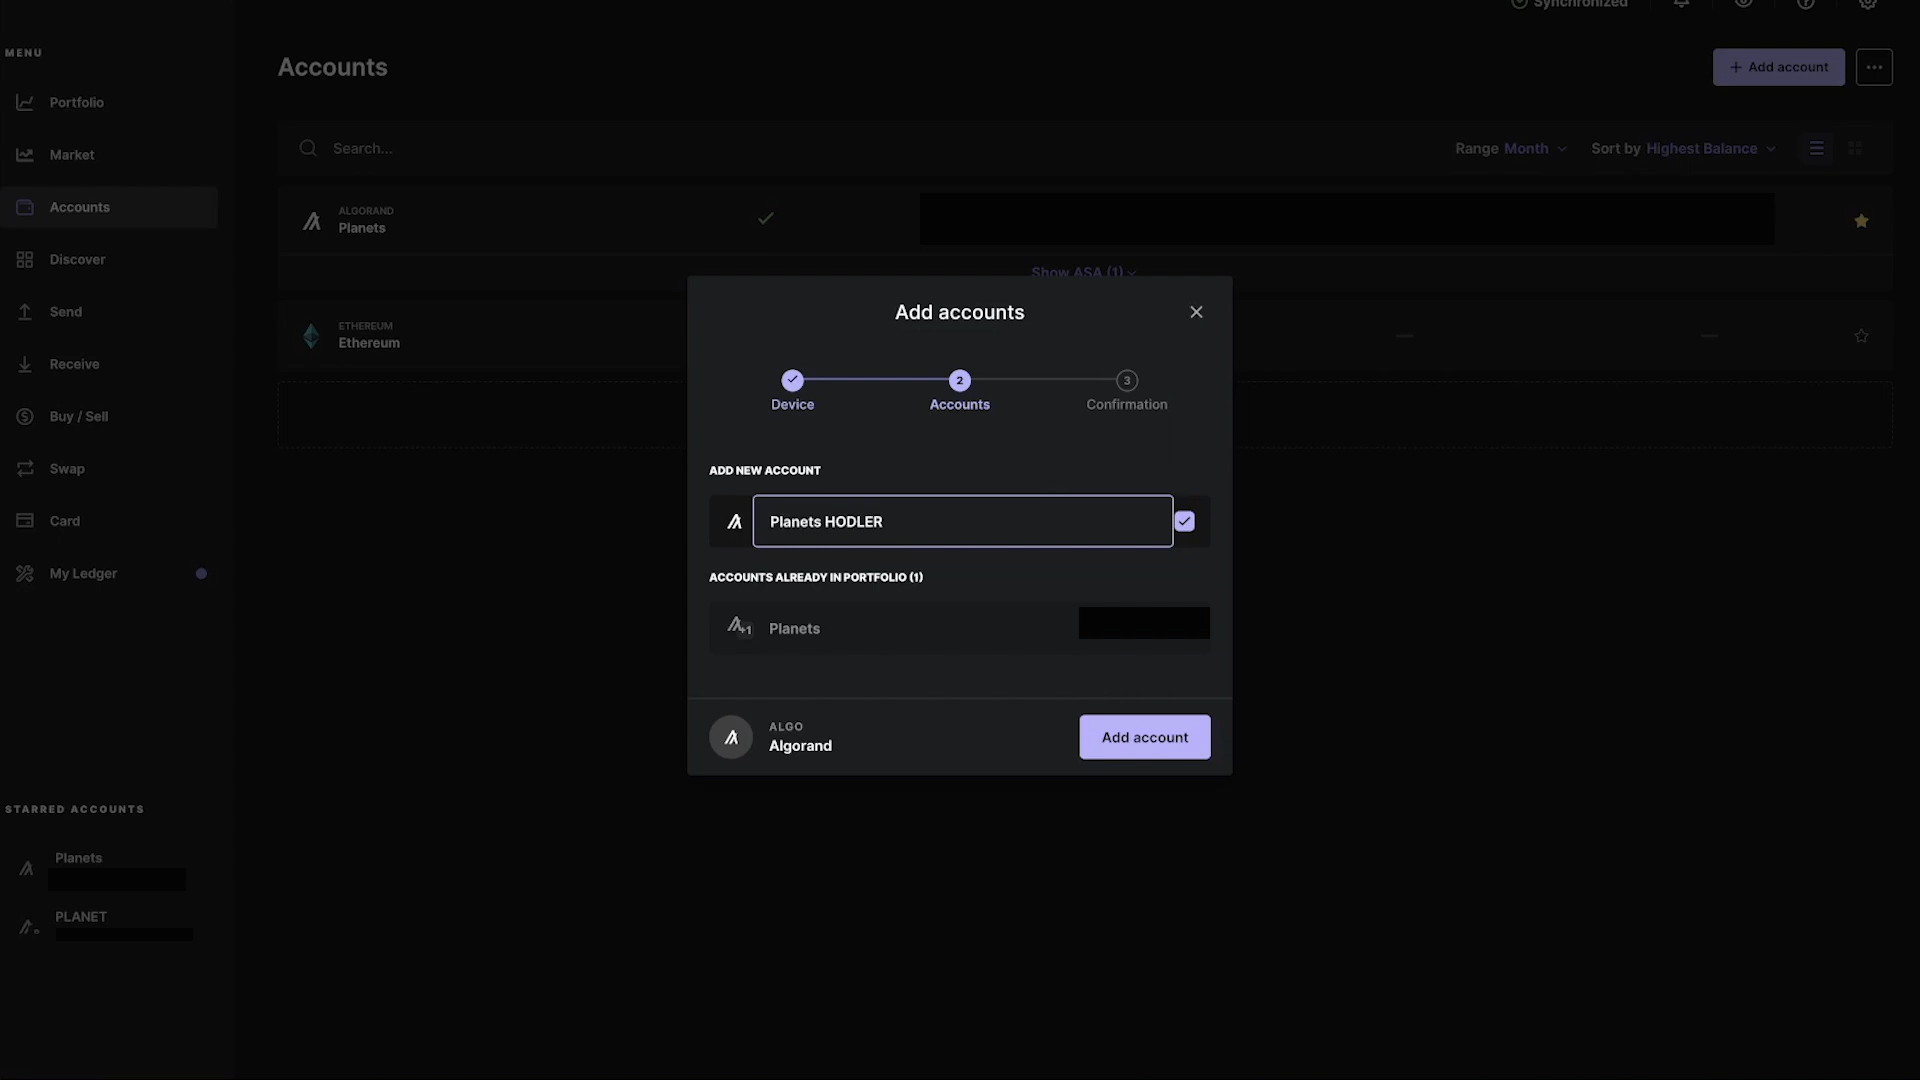 Synchronized
MENU
Portfolio
Market
Accounts
Discover
Send
Receive
Buy / Sell
Swap
Card
My Ledger
STARRED ACCOUNTS
Planets
PLANET
Accounts
+ Add account
Search...
Range Month
Sort by Highest Balance
ALGORAND
Planets
Show ASA (1)
ETHEREUM
Ethereum
Add accounts
2
3
Device
Accounts
Confirmation
ADD NEW ACCOUNT
Planets HODLER
ACCOUNTS ALREADY IN PORTFOLIO (1)
+1
Planets
ALGO
Algorand
Add account